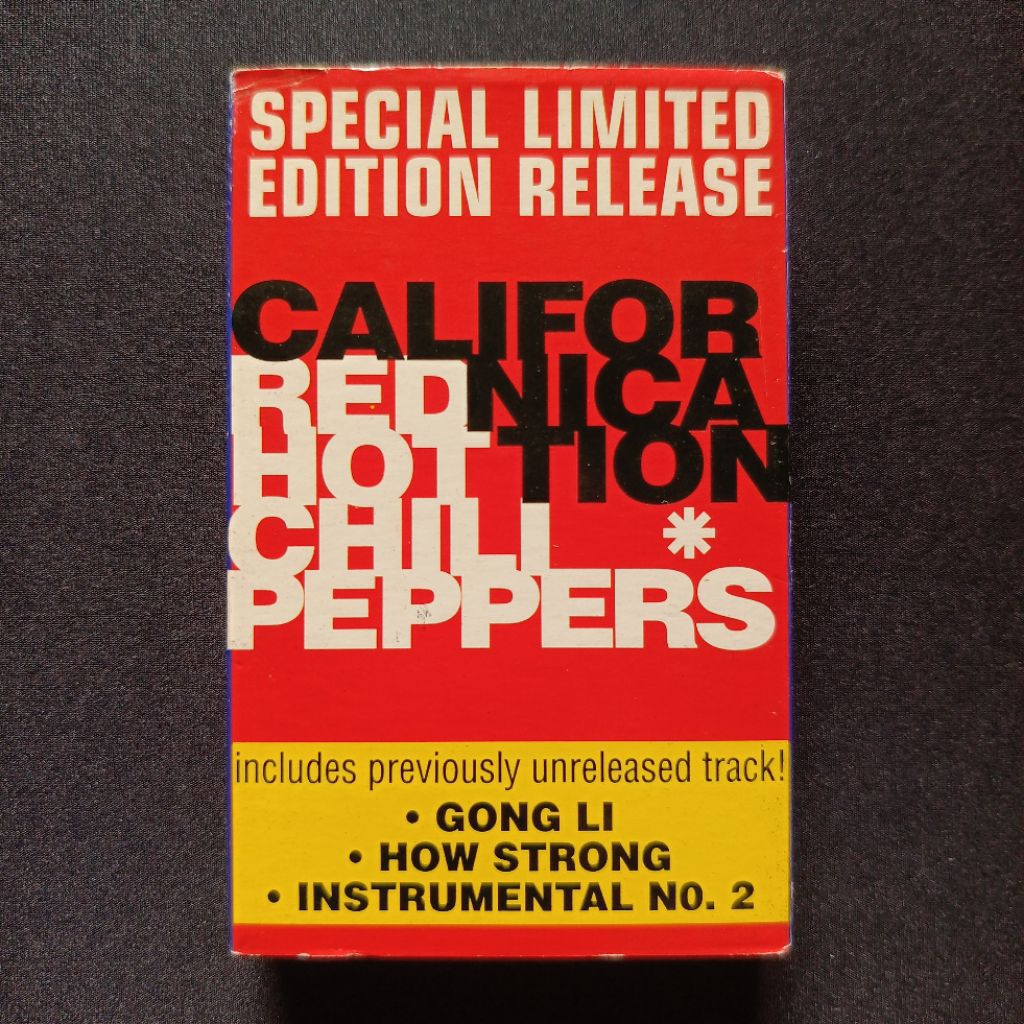 SPECIAL LIMITED
EDITION RELEASE
CALIFOR
RED NICA
HOT TION
CHILI *
PEPPERS
includes previously unreleased track!
• GONG LI
• HOW STRONG
• INSTRUMENTAL NO. 2